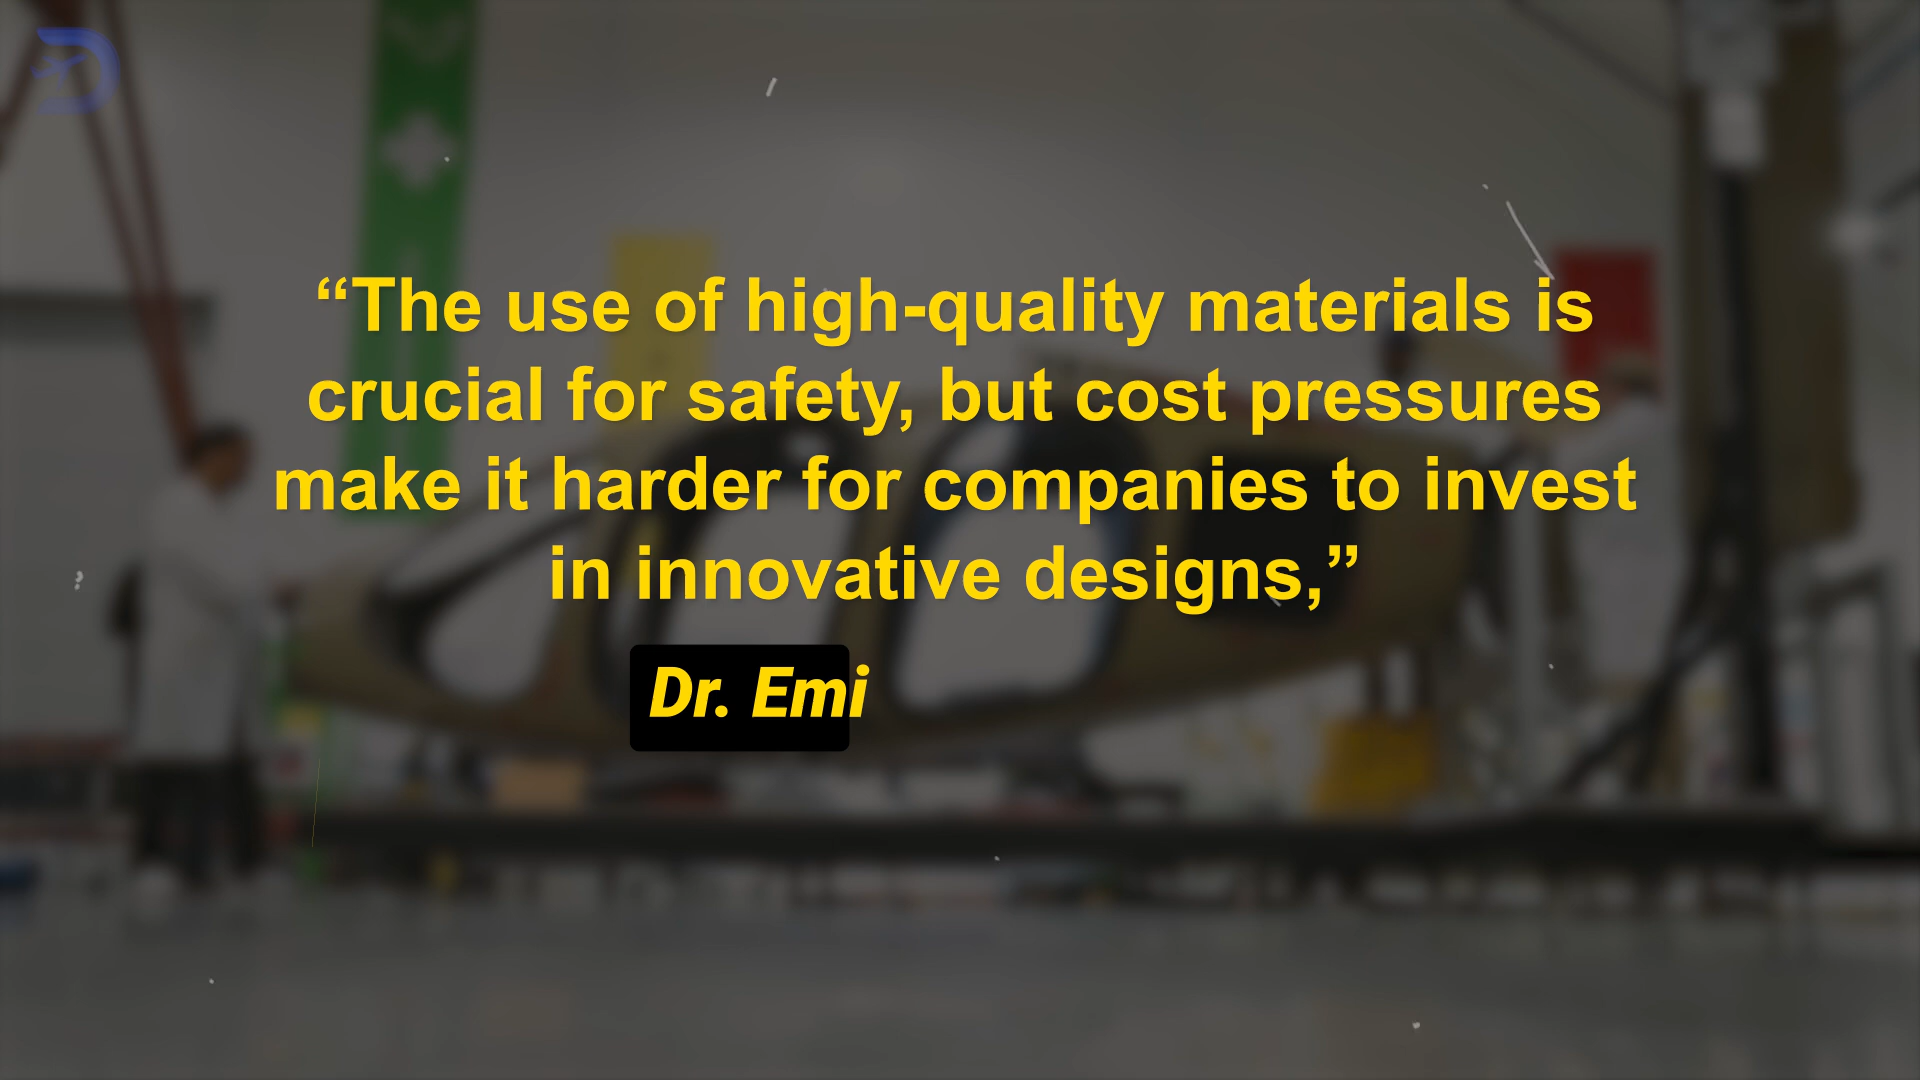 “The use of high-quality materials is
crucial for safety, but cost pressures
make it harder for companies to invest
in innovative designs,”
Dr. Emi